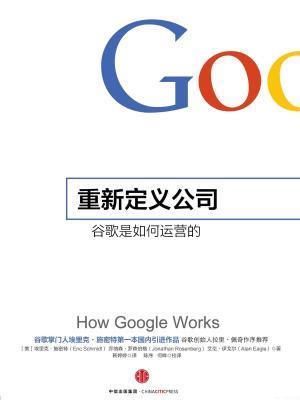 Goo
重新定义公司
谷歌是如何运营的
How Google Works
谷歌掌门人埃里克·施密特第一本国内引进作品 谷歌创始人拉里·佩奇作序推荐
[美] 埃里克·施密特（Eric Schmidt） 乔纳森·罗森伯格（Jonathan Rosenberg） 艾伦·伊戈尔（Alan Eagle）◎著
靳婷婷◎译 陈序 何晔◎校译
中信出版集团·CHINACITICPRESS